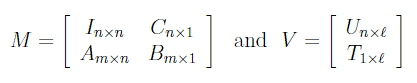 M = [ I_{n×n} C_{n×1} ; A_{m×n} B_{m×1} ] and V = [ U_{n×ℓ} ; T_{1×ℓ} ]